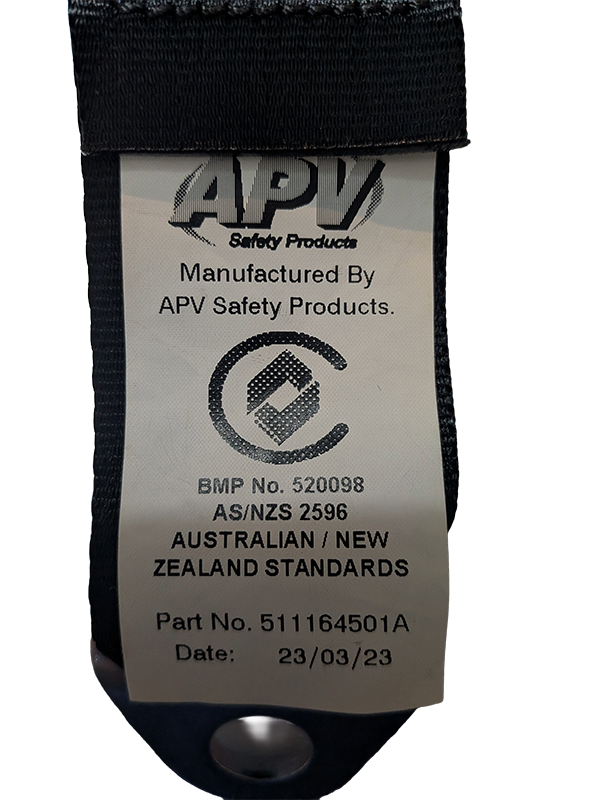 APV
Safety Products
Manufactured By
APV Safety Products.
BMP No. 520098
AS/NZS 2596
AUSTRALIAN / NEW
ZEALAND STANDARDS
Part No. 511164501A
Date: 23/03/23